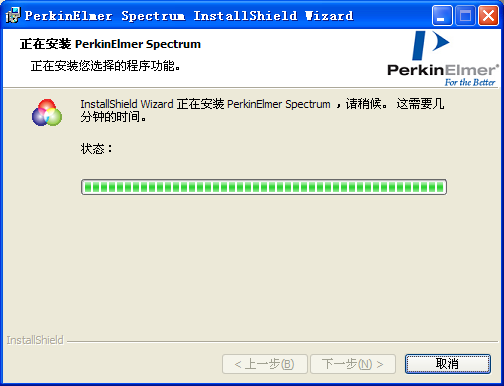 PerkinElmer Spectrum InstallShield Wizard
正在安装 PerkinElmer Spectrum
正在安装您选择的程序功能。
PerkinElmer®
For the Better
InstallShield Wizard 正在安装 PerkinElmer Spectrum ，请稍候。 这需要几
分钟的时间。
状态：
InstallShield
< 上一步(B)
下一步(N) >
取消